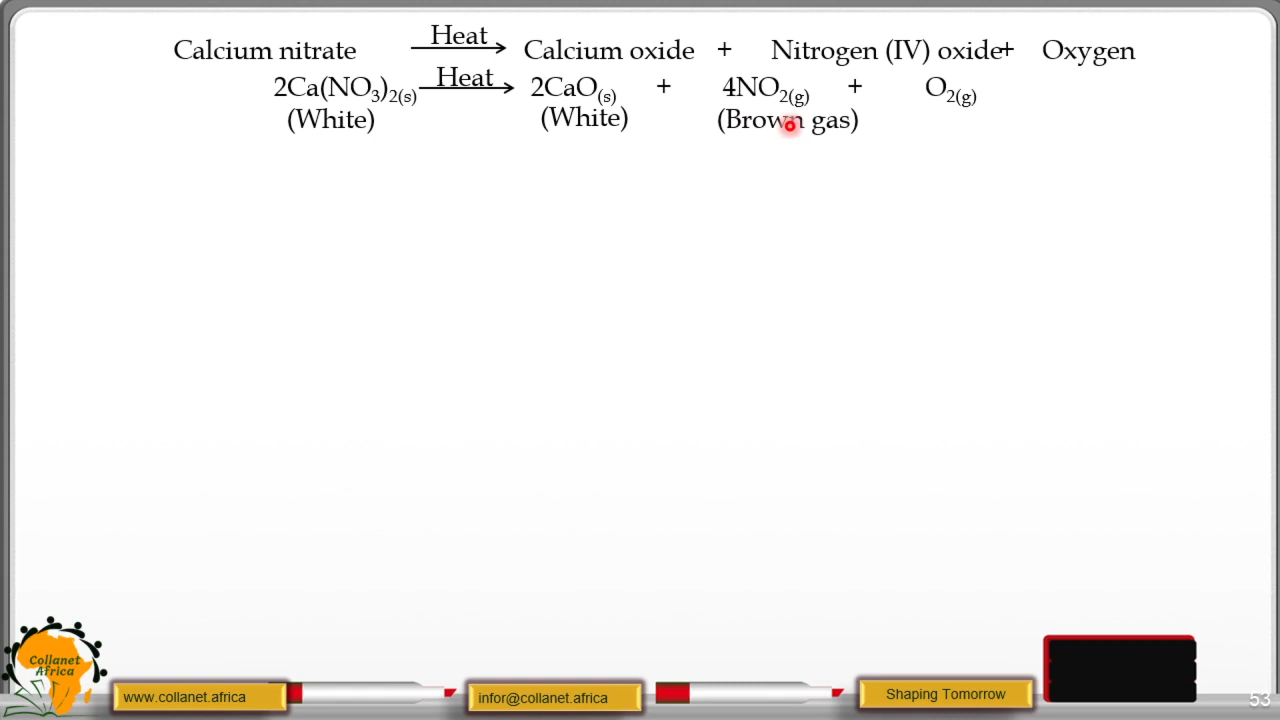 Calcium nitrate Heat Calcium oxide + Nitrogen (IV) oxide+ Oxygen
2Ca(NO₃)₂₍ₛ₎ Heat 2CaO₍ₛ₎ + 4NO₂(g) + O₂(g)
(White) (White) (Brown gas)
Collanet
Africa
www.collanet.africa
infor@collanet.africa
Shaping Tomorrow
53